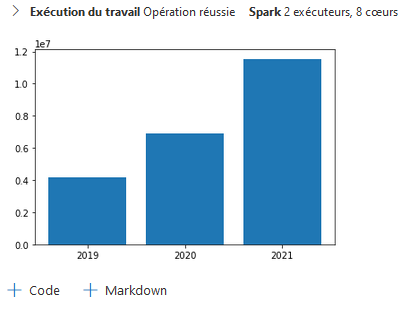 Exécution du travail Opération réussie Spark 2 exécuteurs, 8 cœurs
1e7
1.2
1.0
0.8
0.6
0.4
0.2
0.0
2019 2020 2021
Code Markdown